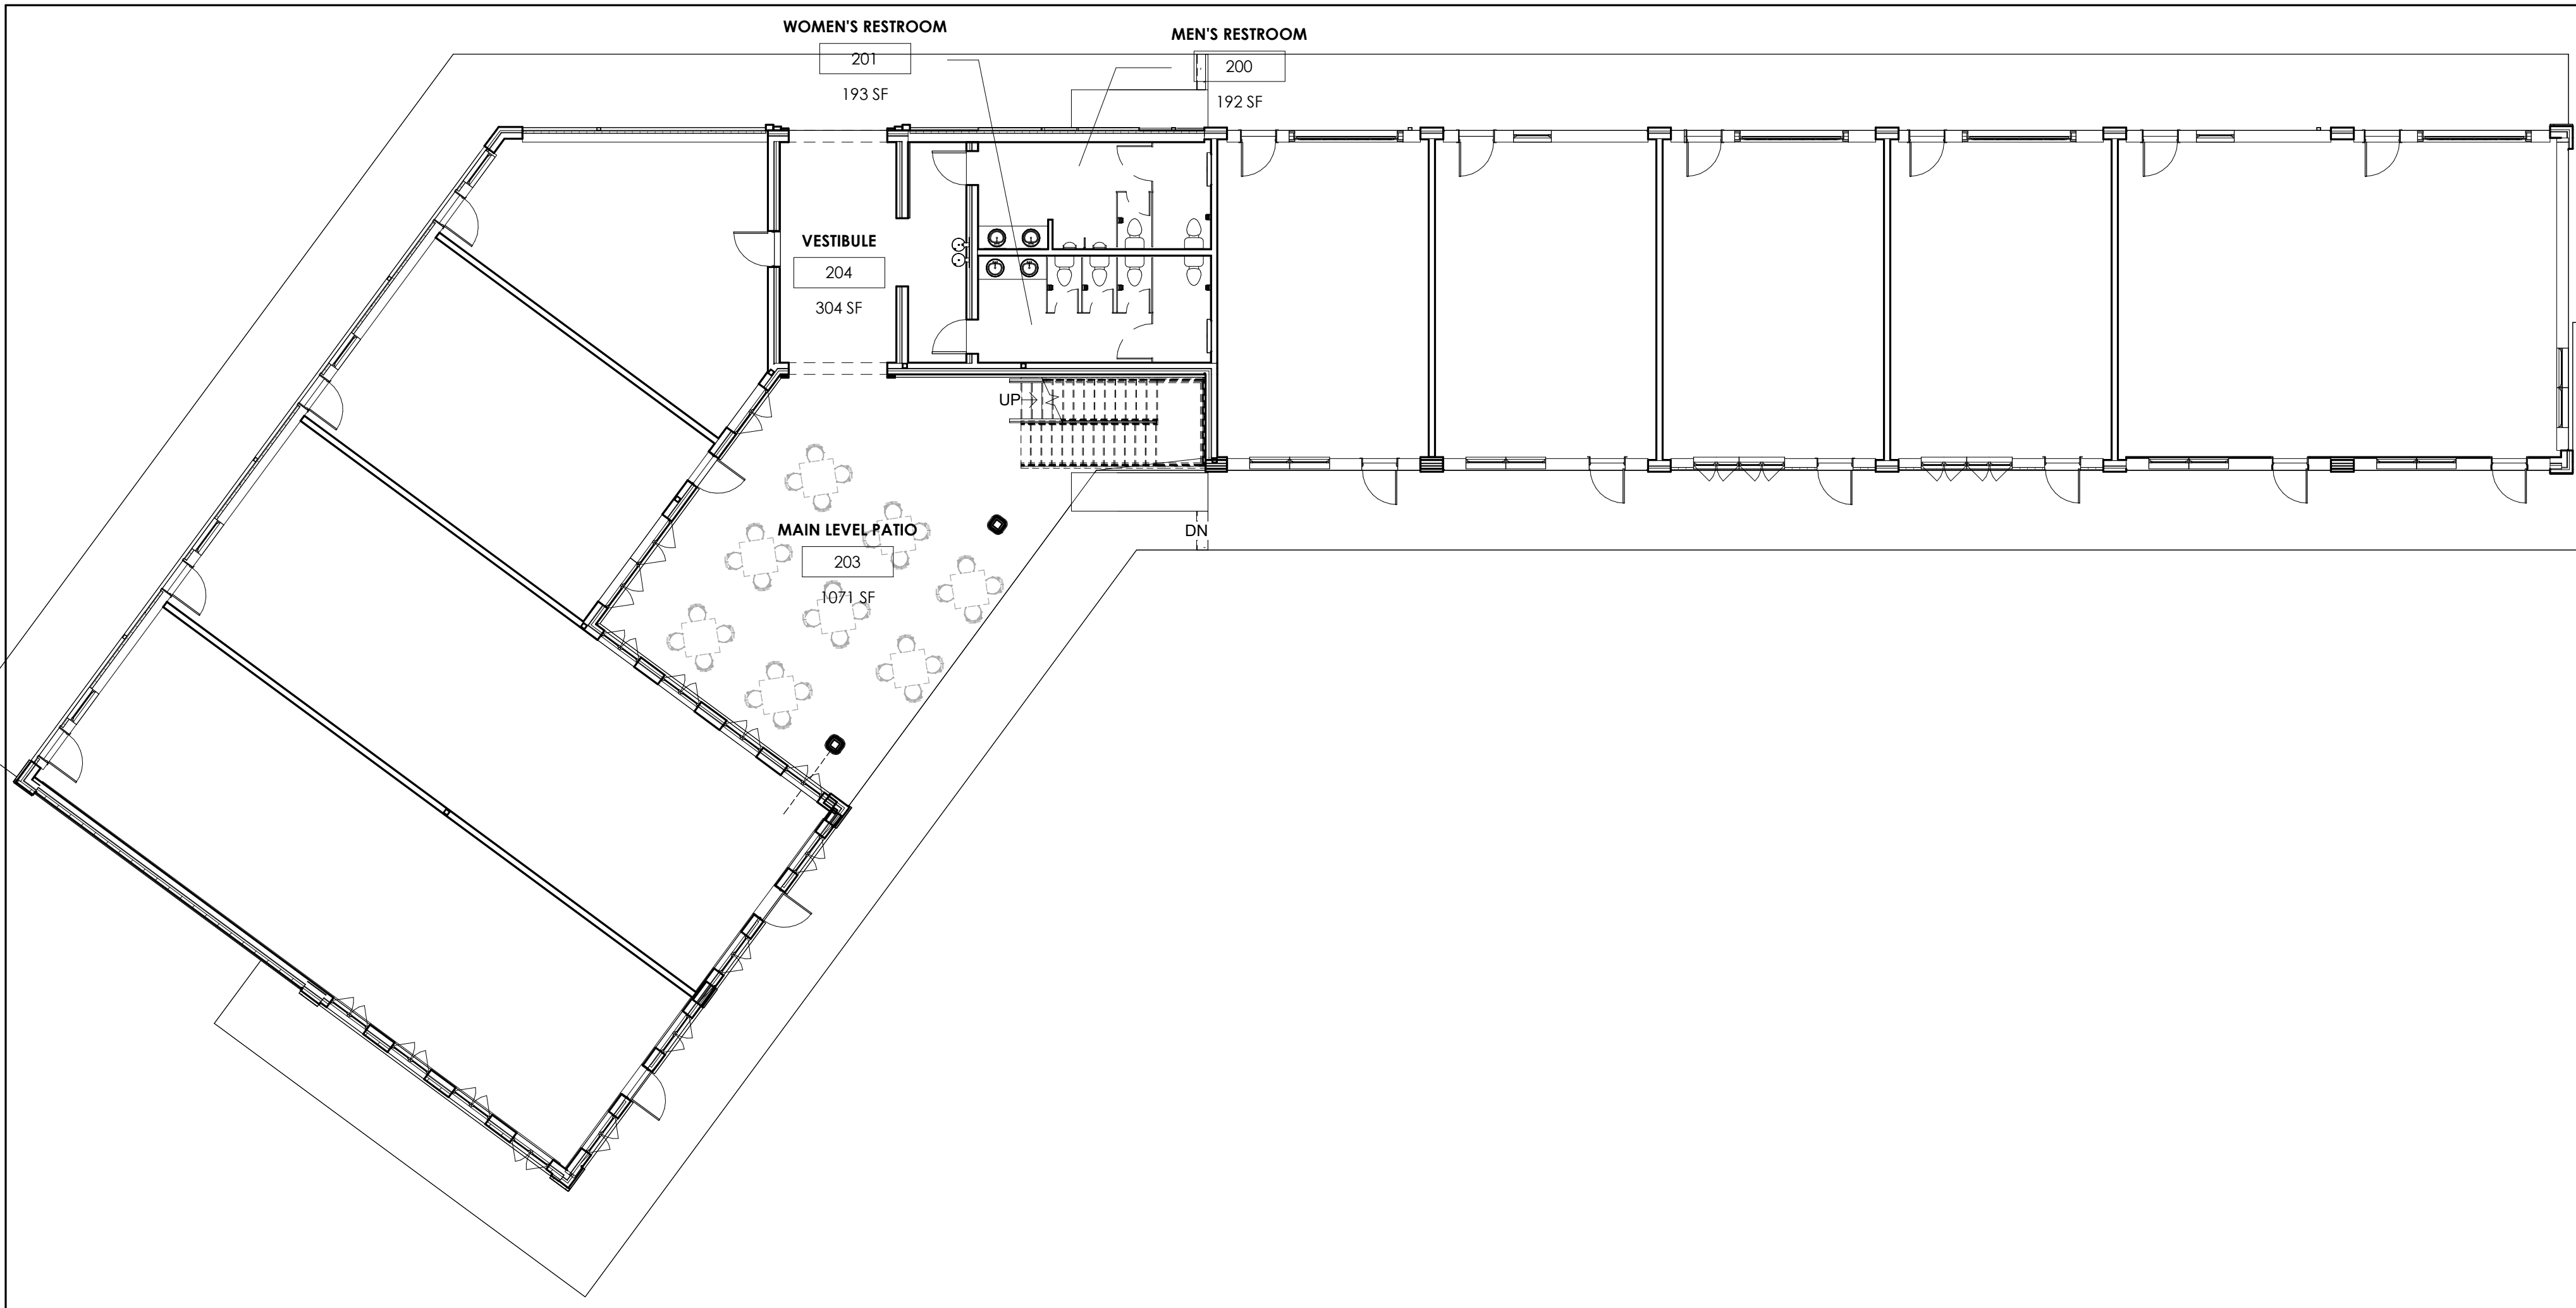 WOMEN'S RESTROOM
201
193 SF
MEN'S RESTROOM
200
192 SF
VESTIBULE
204
304 SF
UP
MAIN LEVEL PATIO
203
1071 SF
DN